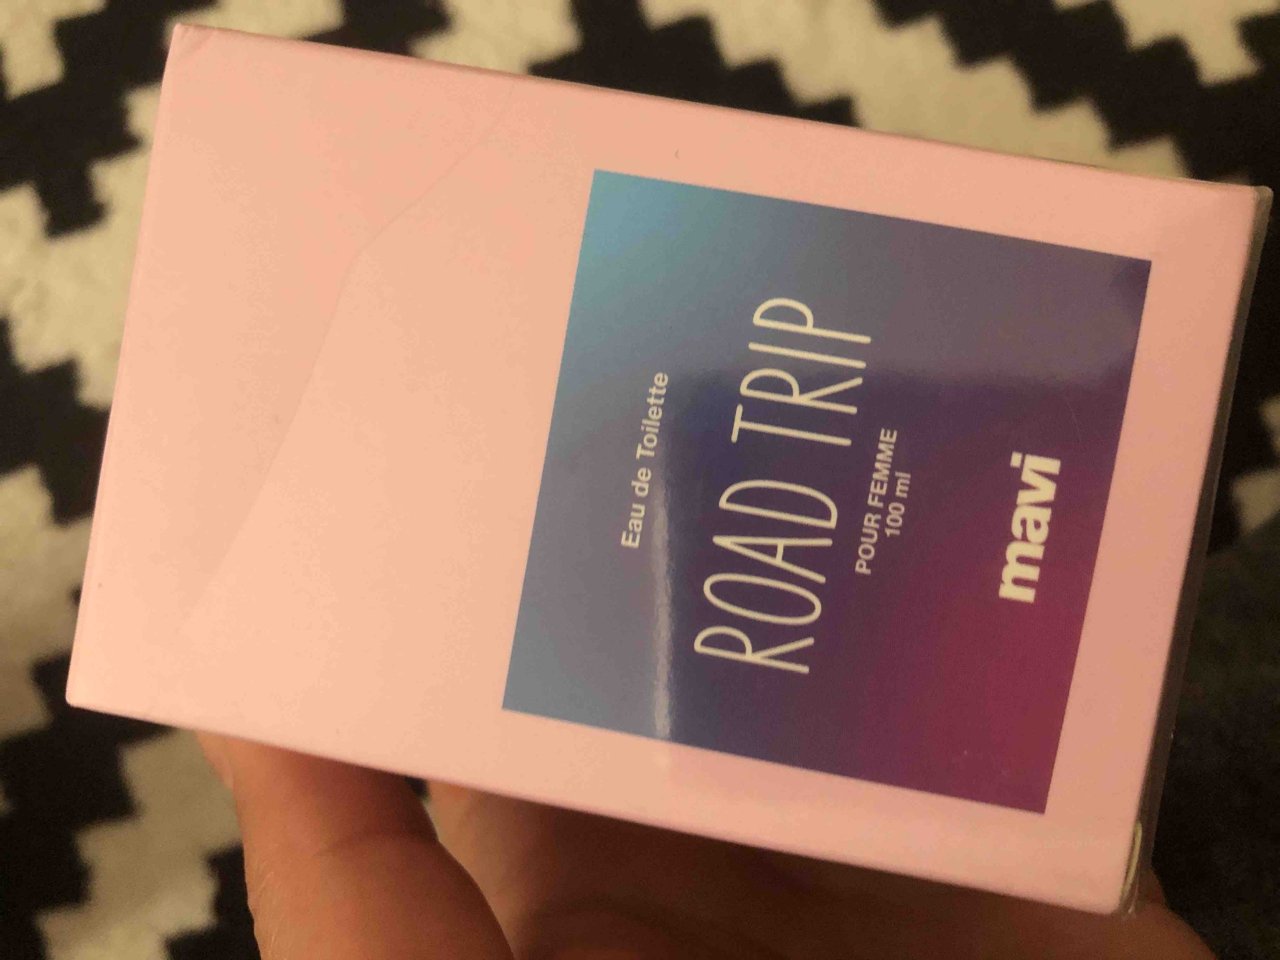 Eau de Toilette
ROAD TRIP
POUR FEMME
100 ml
mavi